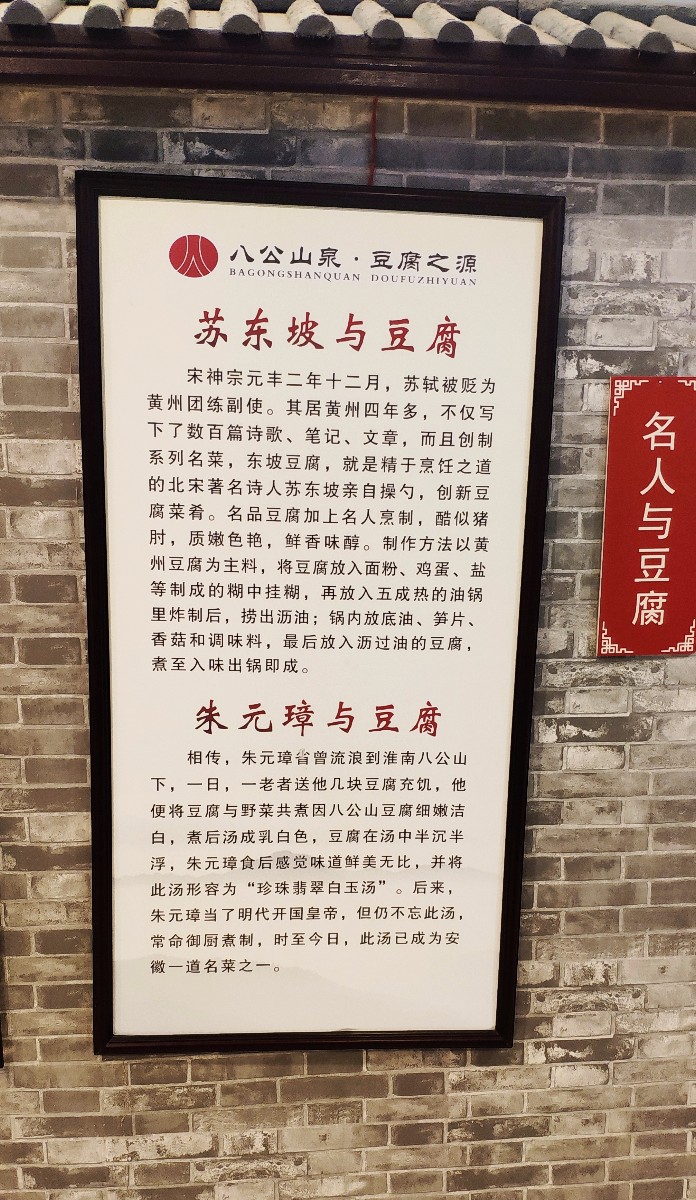 八公山泉·豆腐之源
BAGONGSHANQUAN DOUFUZHIYUAN
苏东坡与豆腐
宋神宗元丰二年十二月，苏轼被贬为
黄州团练副使。其居黄州四年多，不仅写
下了数百篇诗歌、笔记、文章，而且创制
系列名菜，东坡豆腐，就是精于烹饪之道
的北宋著名诗人苏东坡亲自操勺，创新豆
腐菜肴。名品豆腐加上名人烹制，酷似猪
肘，质嫩色艳，鲜香味醇。制作方法以黄
州豆腐为主料，将豆腐放入面粉、鸡蛋、盐
等制成的糊中挂糊，再放入五成热的油锅
里炸制后，捞出沥油；锅内放底油、笋片、
香菇和调味料，最后放入沥过油的豆腐，
煮至入味出锅即成。
朱元璋与豆腐
相传，朱元璋曾流浪到淮南八公山
下，一日，一老者送他几块豆腐充饥，他
便将豆腐与野菜共煮因八公山豆腐细嫩洁
白，煮后汤成乳白色，豆腐在汤中半沉半
浮，朱元璋食后感觉味道鲜美无比，并将
此汤形容为“珍珠翡翠白玉汤”。后来，
朱元璋当了明代开国皇帝，但仍不忘此汤，
常命御厨煮制，时至今日，此汤已成为安
徽一道名菜之一。
名人与豆腐